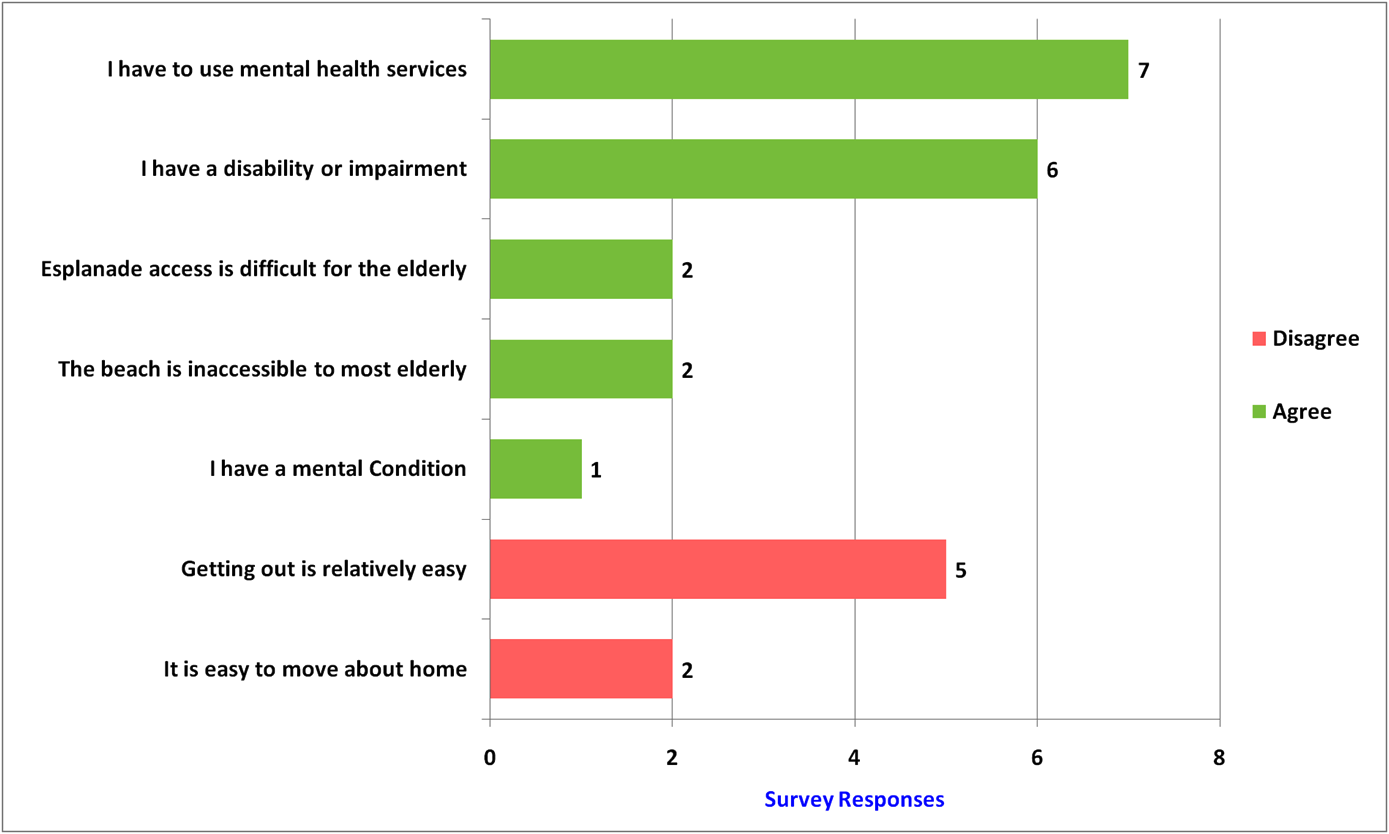 I have to use mental health services
7
I have a disability or impairment
6
Esplanade access is difficult for the elderly
2
The beach is inaccessible to most elderly
2
I have a mental Condition
1
Getting out is relatively easy
5
It is easy to move about home
2
0 2 4 6 8
Survey Responses
Disagree
Agree